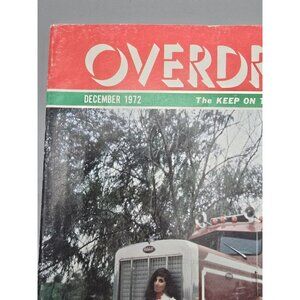 OVERDR
DECEMBER 1972 The KEEP ON T